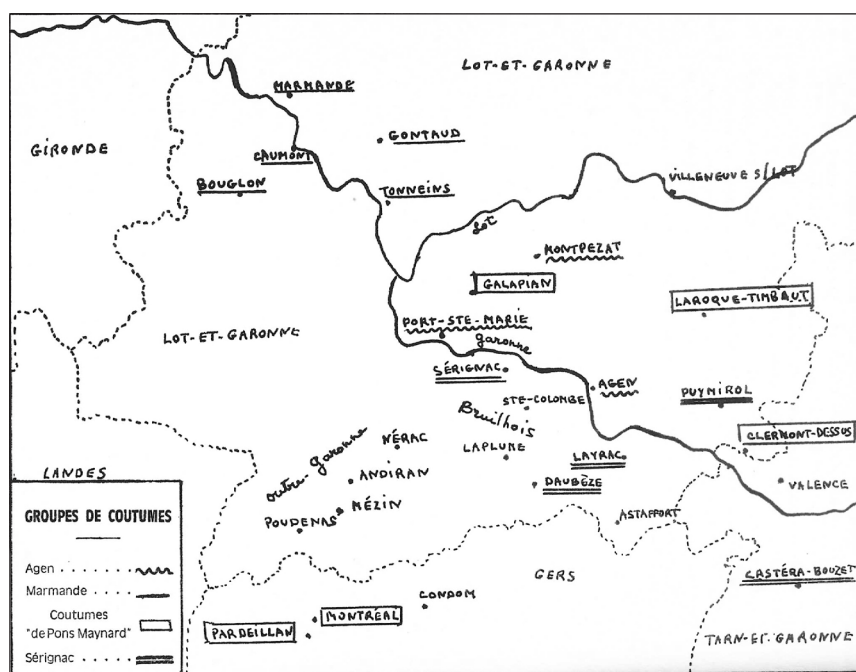 LOT-ET-GARONNE
MARMANDE
GONTAUD
GIRONDE
CAUMONT
BOUGLON
TONNEINS
VILLENEUVE S/LOT
Lot
MONTPEZAT
GALAPIAN
LAROQUE-TIMBAUT
PORT-STE-MARIE
LOT-ET-GARONNE
garonne
SÉRIGNAC
AGEN
STE-COLOMBE
PUYMIROL
Bruilhois
CLERMONT-DESSUS
NÉRAC
LAPLUME
LAYRAC
outre-garonne
LANDES
ANDIRAN
DAUBÈZE
VALENCE
MÉZIN
POUDENAS
ASTAFFORT
GROUPES DE COUTUMES
Agen
Marmande
Coutumes
"de Pons Maynard"
Sérignac
GERS
CASTÉRA-BOUZET
CONDOM
MONTRÉAL
PARDEILLAN
TARN-ET-GARONNE